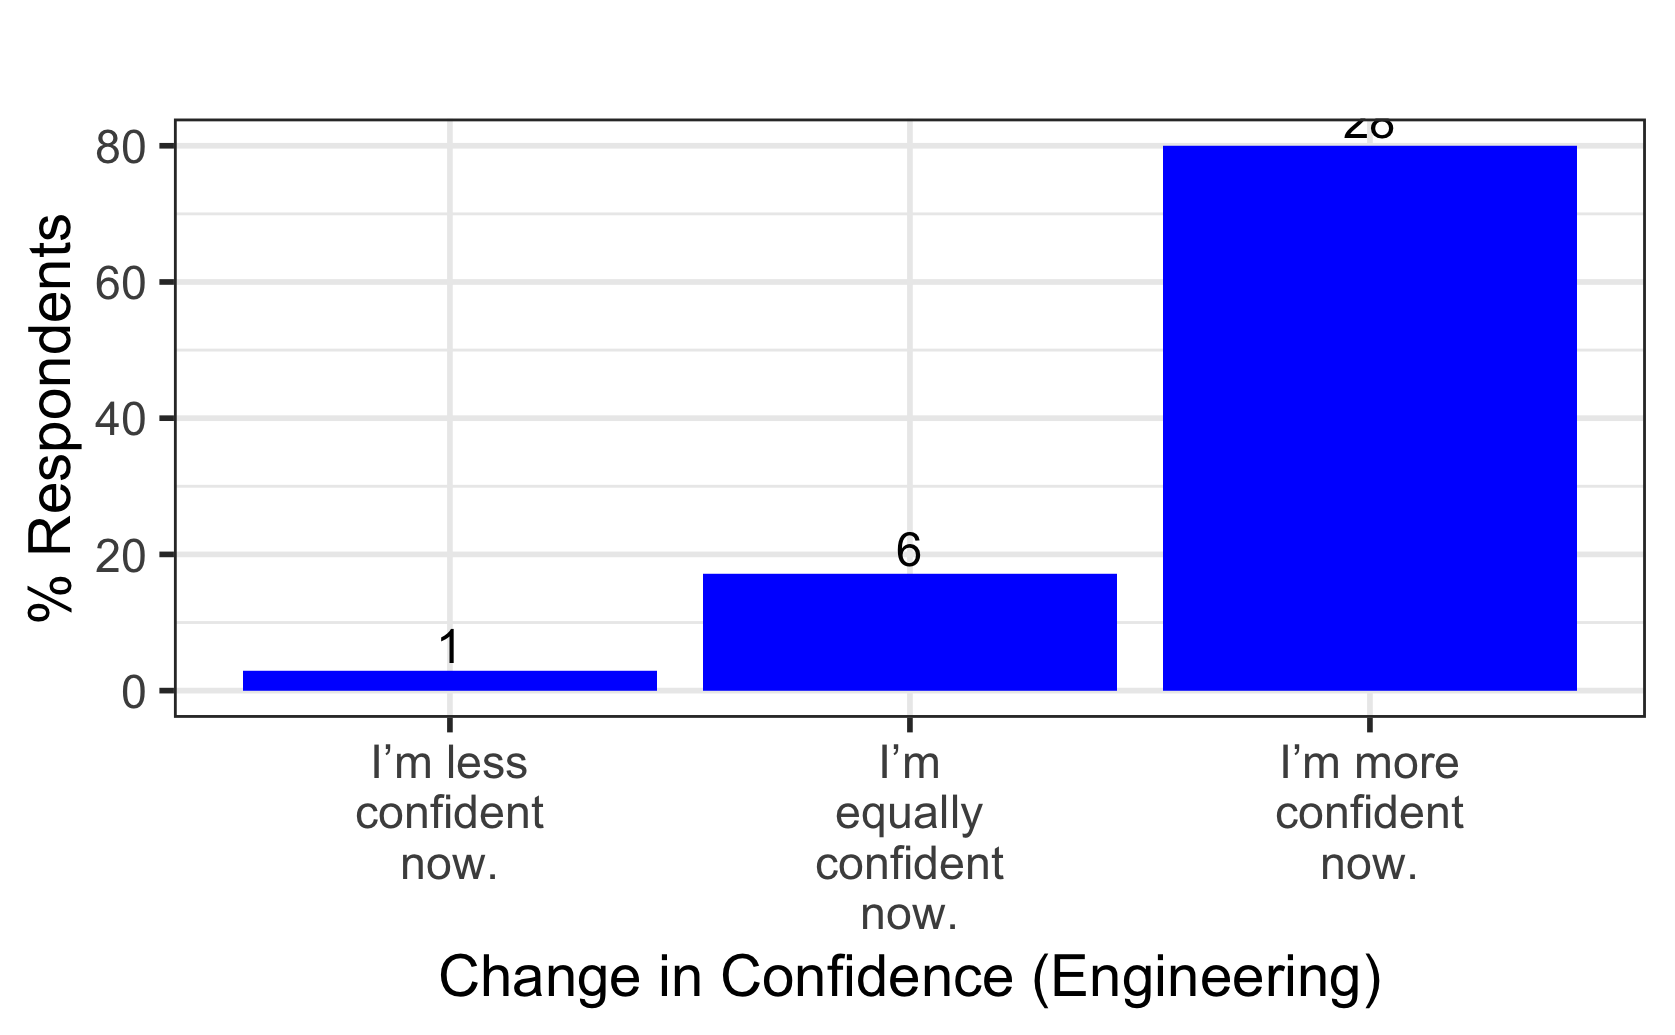 28
80
60
40
20
0
% Respondents
1
6
I’m less
confident
now.
I’m
equally
confident
now.
I’m more
confident
now.
Change in Confidence (Engineering)